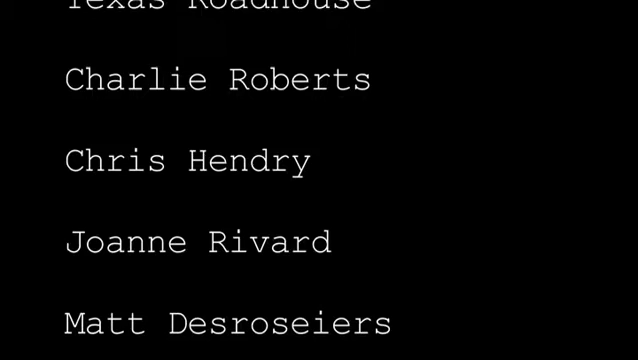 Texas Roadhouse
Charlie Roberts
Chris Hendry
Joanne Rivard
Matt Desroseiers